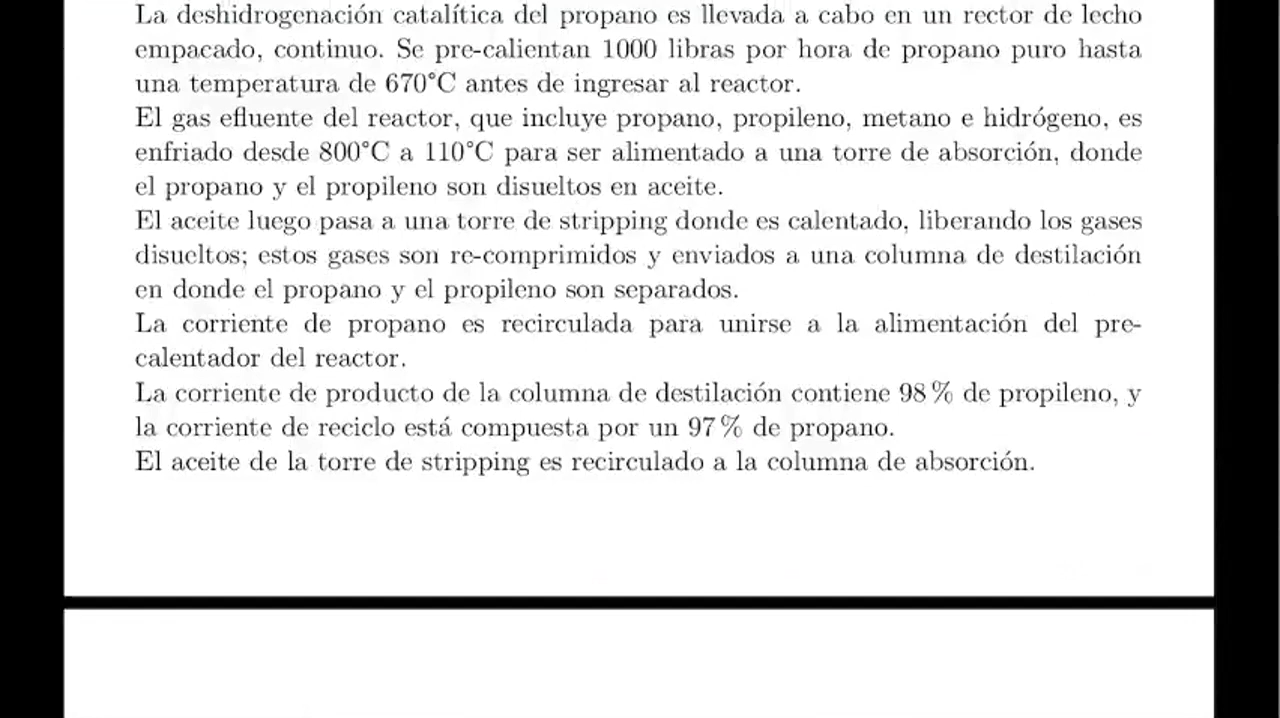 La deshidrogenación catalítica del propano es llevada a cabo en un rector de lecho
empacado, continuo. Se pre-calientan 1000 libras por hora de propano puro hasta
una temperatura de 670°C antes de ingresar al reactor.
El gas efluente del reactor, que incluye propano, propileno, metano e hidrógeno, es
enfriado desde 800°C a 110°C para ser alimentado a una torre de absorción, donde
el propano y el propileno son disueltos en aceite.
El aceite luego pasa a una torre de stripping donde es calentado, liberando los gases
disueltos; estos gases son re-comprimidos y enviados a una columna de destilación
en donde el propano y el propileno son separados.
La corriente de propano es recirculada para unirse a la alimentación del pre-
calentador del reactor.
La corriente de producto de la columna de destilación contiene 98 % de propileno, y
la corriente de reciclo está compuesta por un 97 % de propano.
El aceite de la torre de stripping es recirculado a la columna de absorción.